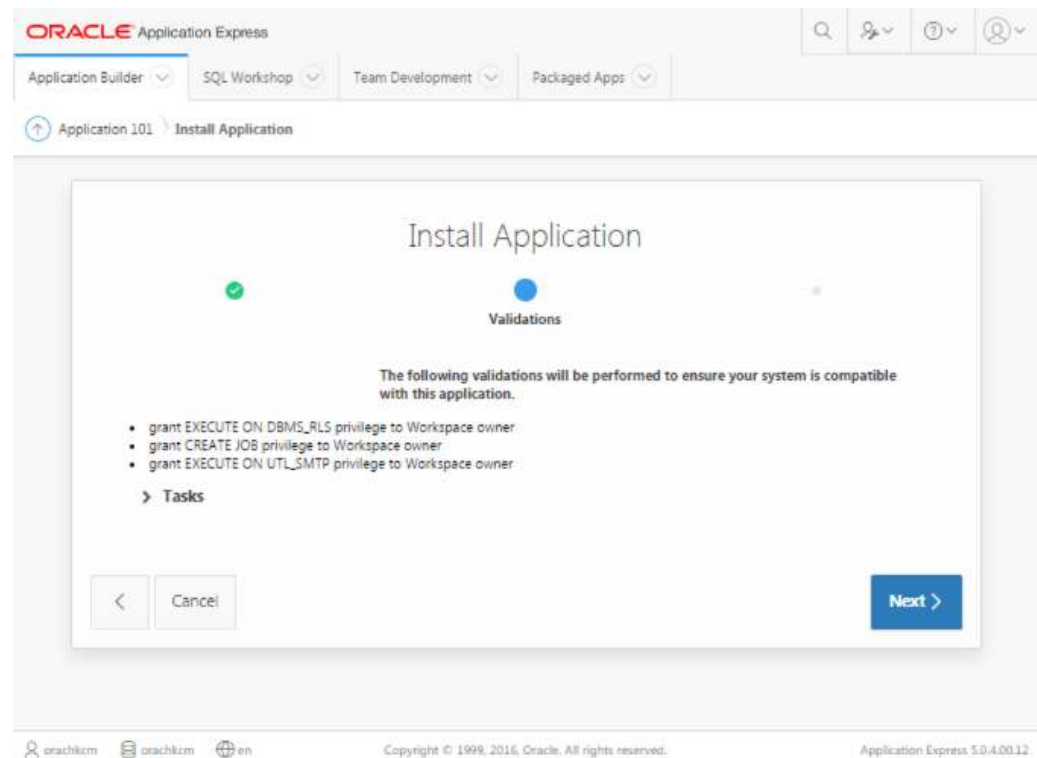 ORACLE Application Express
Application Builder SQL Workshop Team Development Packaged Apps
Application 101 Install Application
Install Application
Validations
The following validations will be performed to ensure your system is compatible
with this application.
• grant EXECUTE ON DBMS_RLS privilege to Workspace owner
• grant CREATE JOB privilege to Workspace owner
• grant EXECUTE ON UTL_SMTP privilege to Workspace owner
Tasks
Cancel Next
orachkcm orachkcm en Copyright © 1999, 2016, Oracle. All rights reserved. Application Express 5.0.4.00.12